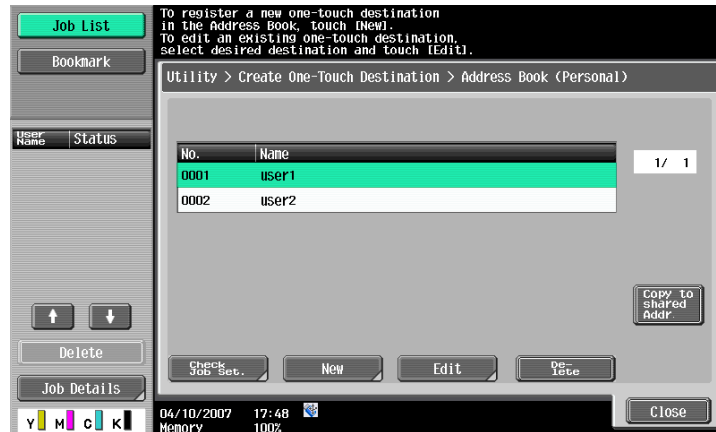 Job List
Bookmark
To register a new one-touch destination
in the Address Book, touch [New].
To edit an existing one-touch destination,
select desired destination and touch [Edit].
Utility > Create One-Touch Destination > Address Book (Personal)
User Name
Status
No. Name
0001 user1
0002 user2
1/ 1
Copy to
shared
Addr.
Delete
Job Details
Check
Job Set.
New
Edit
De-
lete
Y M C K
04/10/2007 17:48
Memory 100%
Close